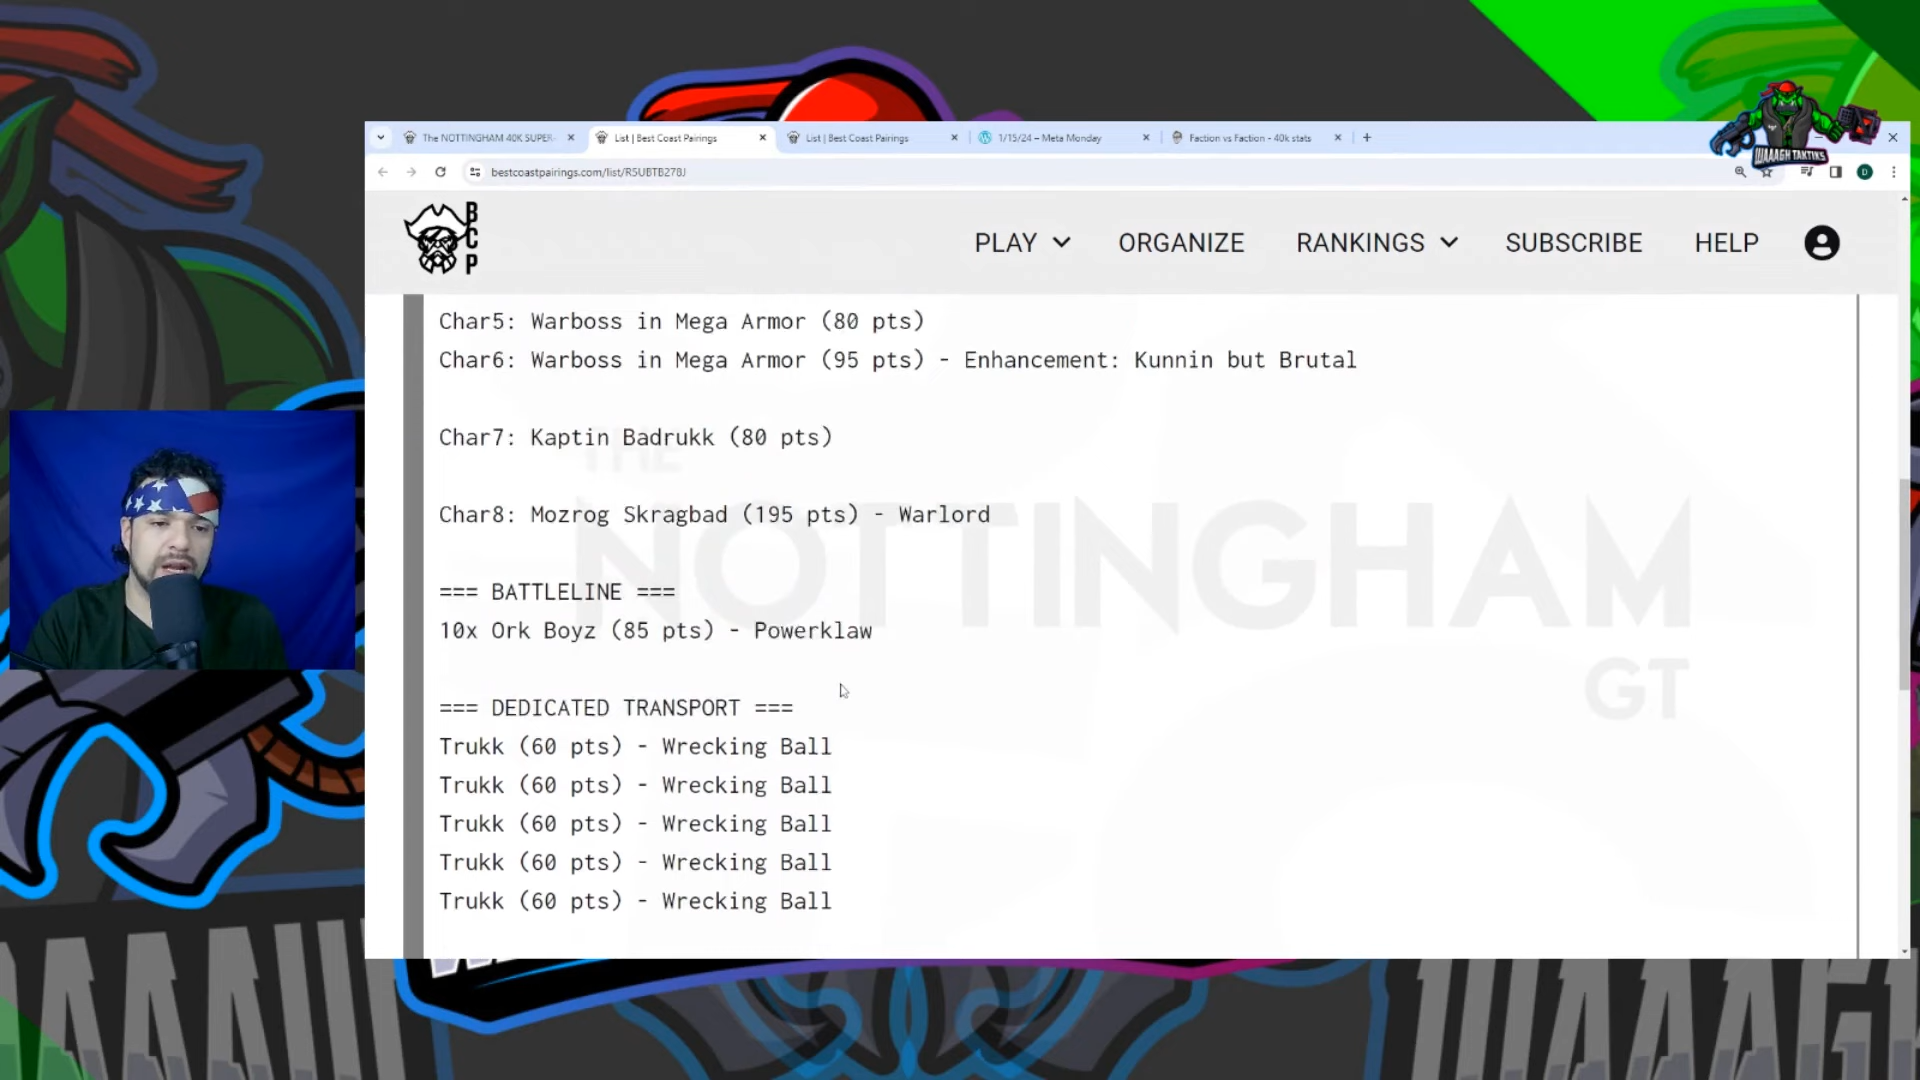 The NOTTINGHAM 40K SUPER-
List | Best Coast Pairings
List | Best Coast Pairings
1/15/24 – Meta Monday
Faction vs Faction - 40k stats
WAAAGH TAKTIKS
bestcoastpairings.com/list/R5UBTB278J
BCP
PLAY
ORGANIZE
RANKINGS
SUBSCRIBE
HELP
Char5: Warboss in Mega Armor (80 pts)
Char6: Warboss in Mega Armor (95 pts) - Enhancement: Kunnin but Brutal
Char7: Kaptin Badrukk (80 pts)
Char8: Mozrog Skragbad (195 pts) - Warlord
=== BATTLELINE ===
10x Ork Boyz (85 pts) - Powerklaw
=== DEDICATED TRANSPORT ===
Trukk (60 pts) - Wrecking Ball
Trukk (60 pts) - Wrecking Ball
Trukk (60 pts) - Wrecking Ball
Trukk (60 pts) - Wrecking Ball
Trukk (60 pts) - Wrecking Ball
THE
NOTTINGHAM
GT